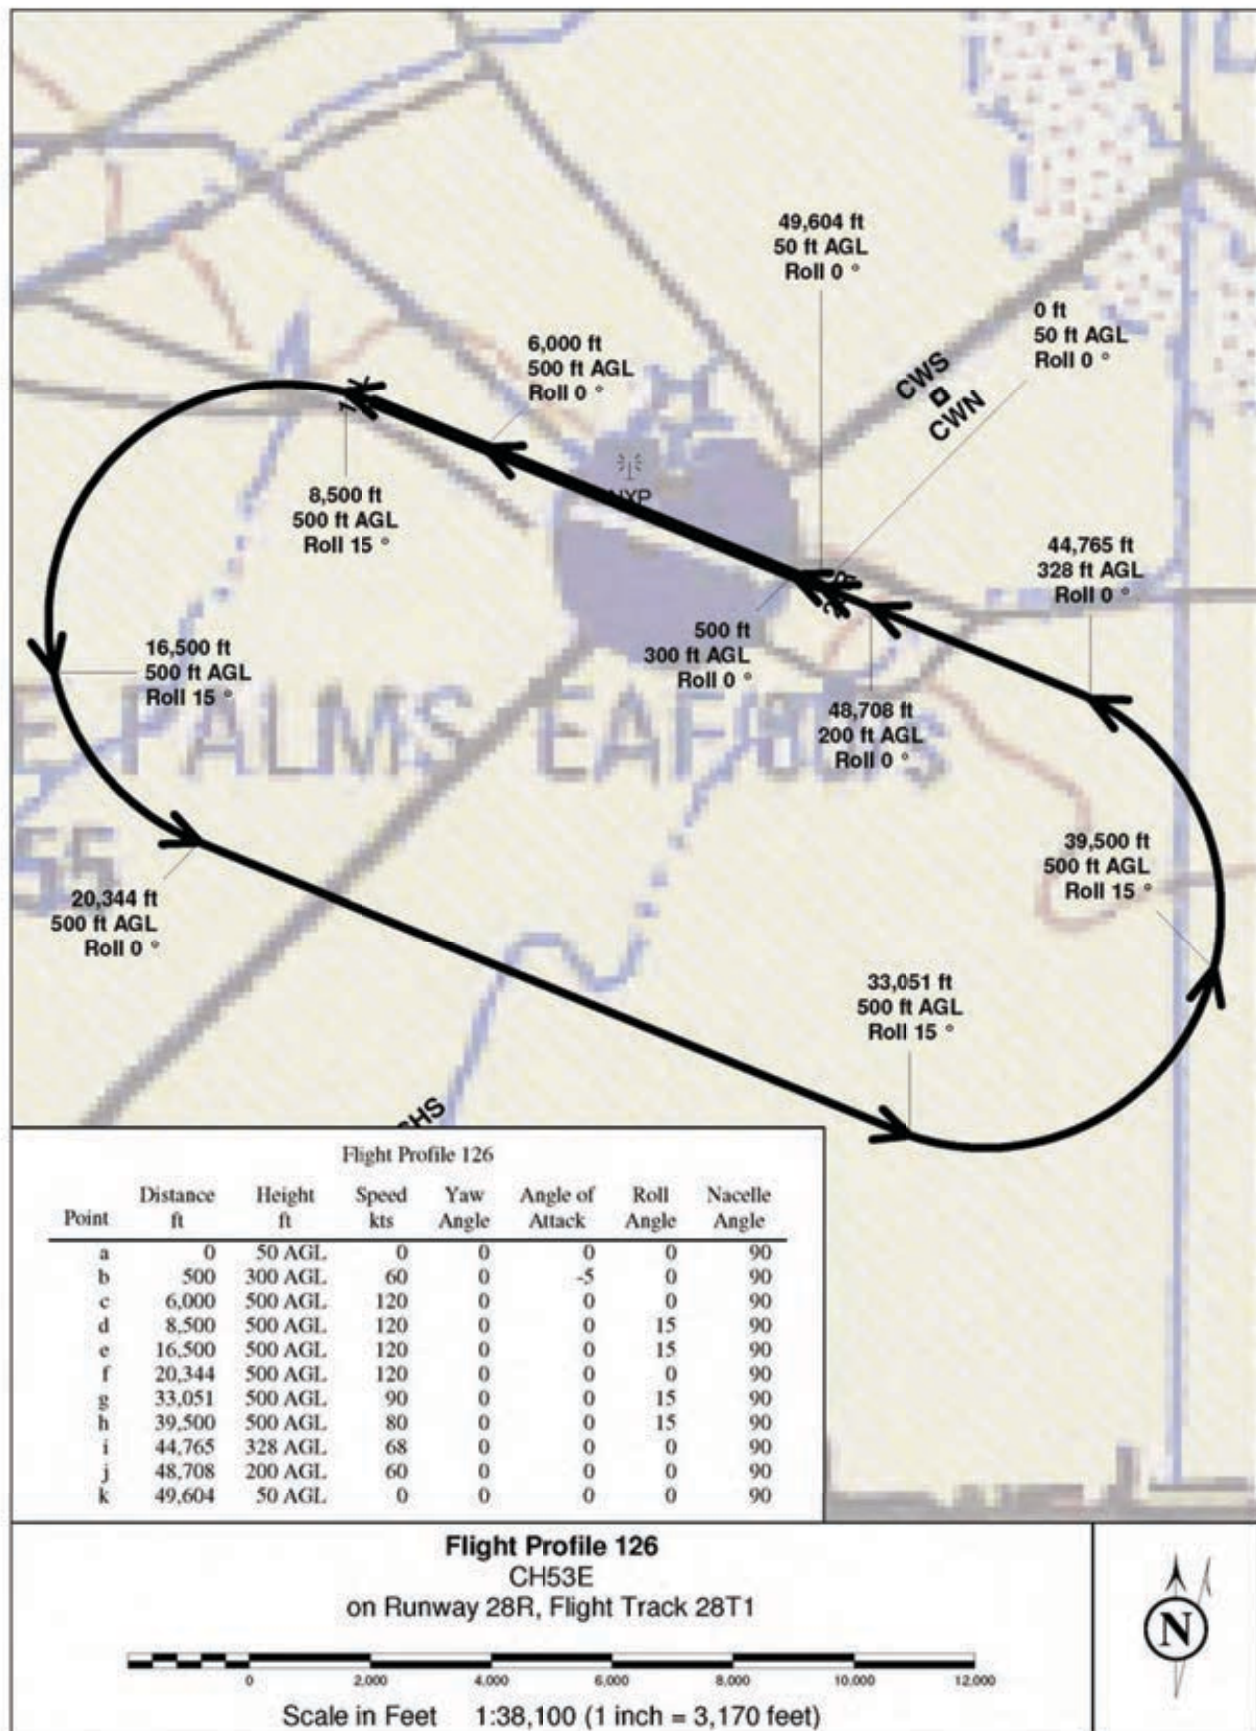 49,604 ft
50 ft AGL
Roll 0 °
0 ft
50 ft AGL
Roll 0 °
6,000 ft
500 ft AGL
Roll 0 °
CWS
CWN
NXP
8,500 ft
500 ft AGL
Roll 15 °
44,765 ft
328 ft AGL
Roll 0 °
500 ft
300 ft AGL
Roll 0 °
16,500 ft
500 ft AGL
Roll 15 °
48,708 ft
200 ft AGL
Roll 0 °
E PALMS EAF
55
39,500 ft
500 ft AGL
Roll 15 °
20,344 ft
500 ft AGL
Roll 0 °
33,051 ft
500 ft AGL
Roll 15 °
SHS
Flight Profile 126
Distance Height Speed Yaw Angle of Roll Nacelle
Point ft ft kts Angle Attack Angle Angle
a 0 50 AGL 0 0 0 0 90
b 500 300 AGL 60 0 -5 0 90
c 6,000 500 AGL 120 0 0 0 90
d 8,500 500 AGL 120 0 0 15 90
e 16,500 500 AGL 120 0 0 15 90
f 20,344 500 AGL 120 0 0 0 90
g 33,051 500 AGL 90 0 0 15 90
h 39,500 500 AGL 80 0 0 15 90
i 44,765 328 AGL 68 0 0 0 90
j 48,708 200 AGL 60 0 0 0 90
k 49,604 50 AGL 0 0 0 0 90
Flight Profile 126
CH53E
on Runway 28R, Flight Track 28T1
0 2,000 4,000 6,000 8,000 10,000 12,000
Scale in Feet 1:38,100 (1 inch = 3,170 feet)
N